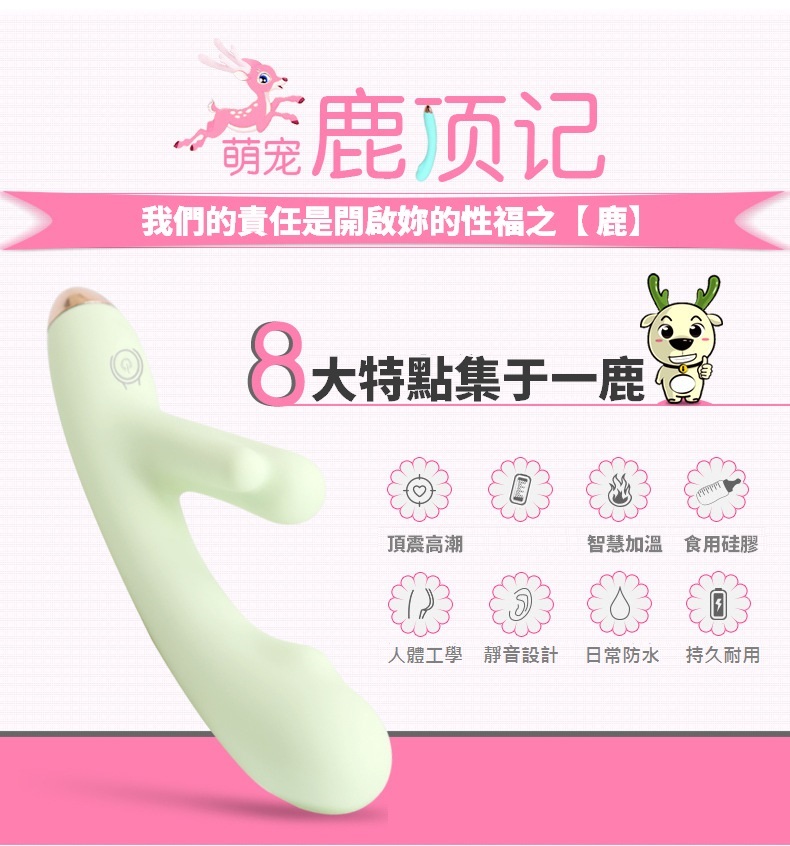 萌宠 鹿顶记
我們的責任是開啟妳的性福之【鹿】
8大特點集于一鹿
頂震高潮 智慧加溫 食用硅膠
人體工學 靜音設計 日常防水 持久耐用